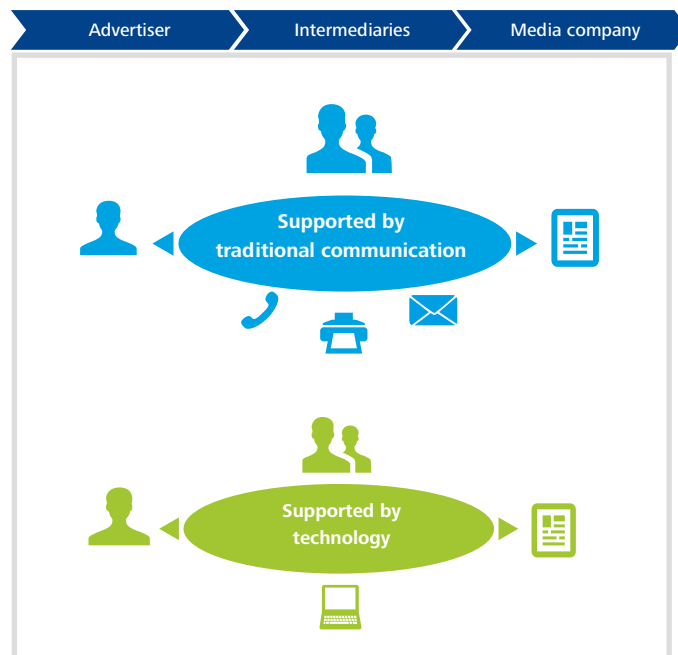 Advertiser
Intermediaries
Media company
Supported by
traditional communication
Supported by
technology